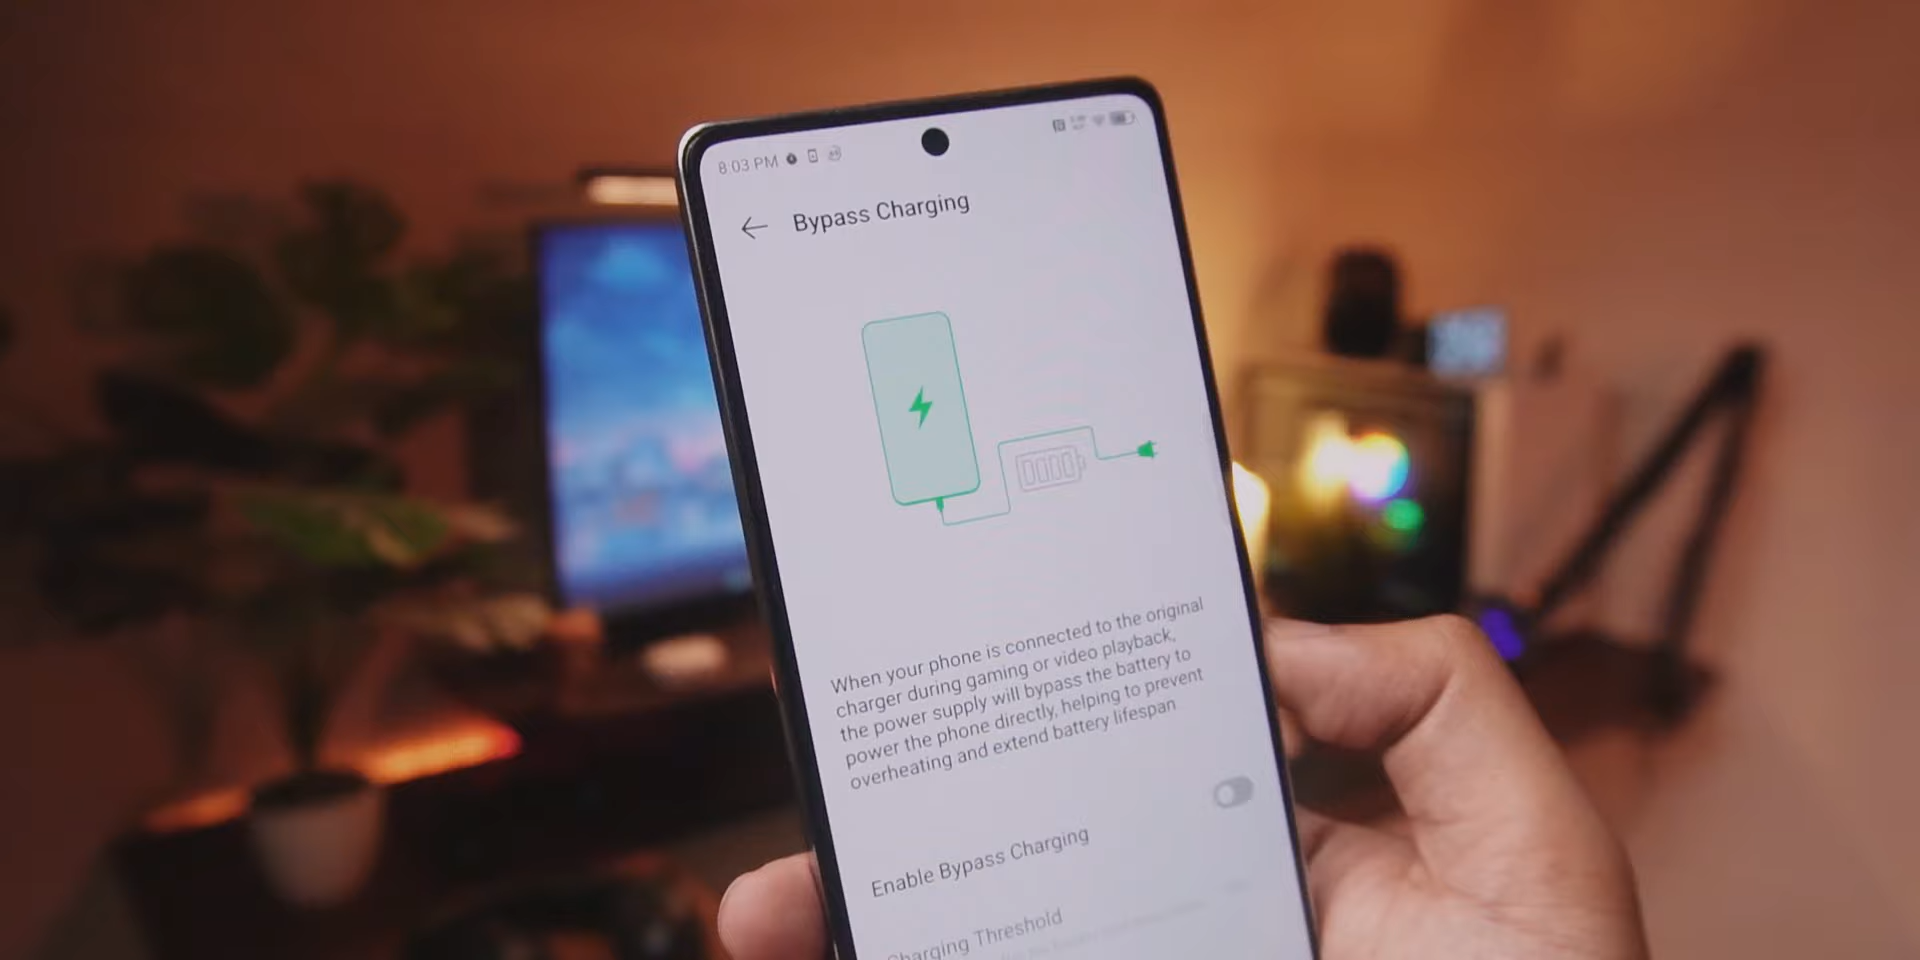 8:03 PM
Bypass Charging
When your phone is connected to the original
charger during gaming or video playback,
the power supply will bypass the battery to
power the phone directly, helping to prevent
overheating and extend battery lifespan
Enable Bypass Charging
Charging Threshold